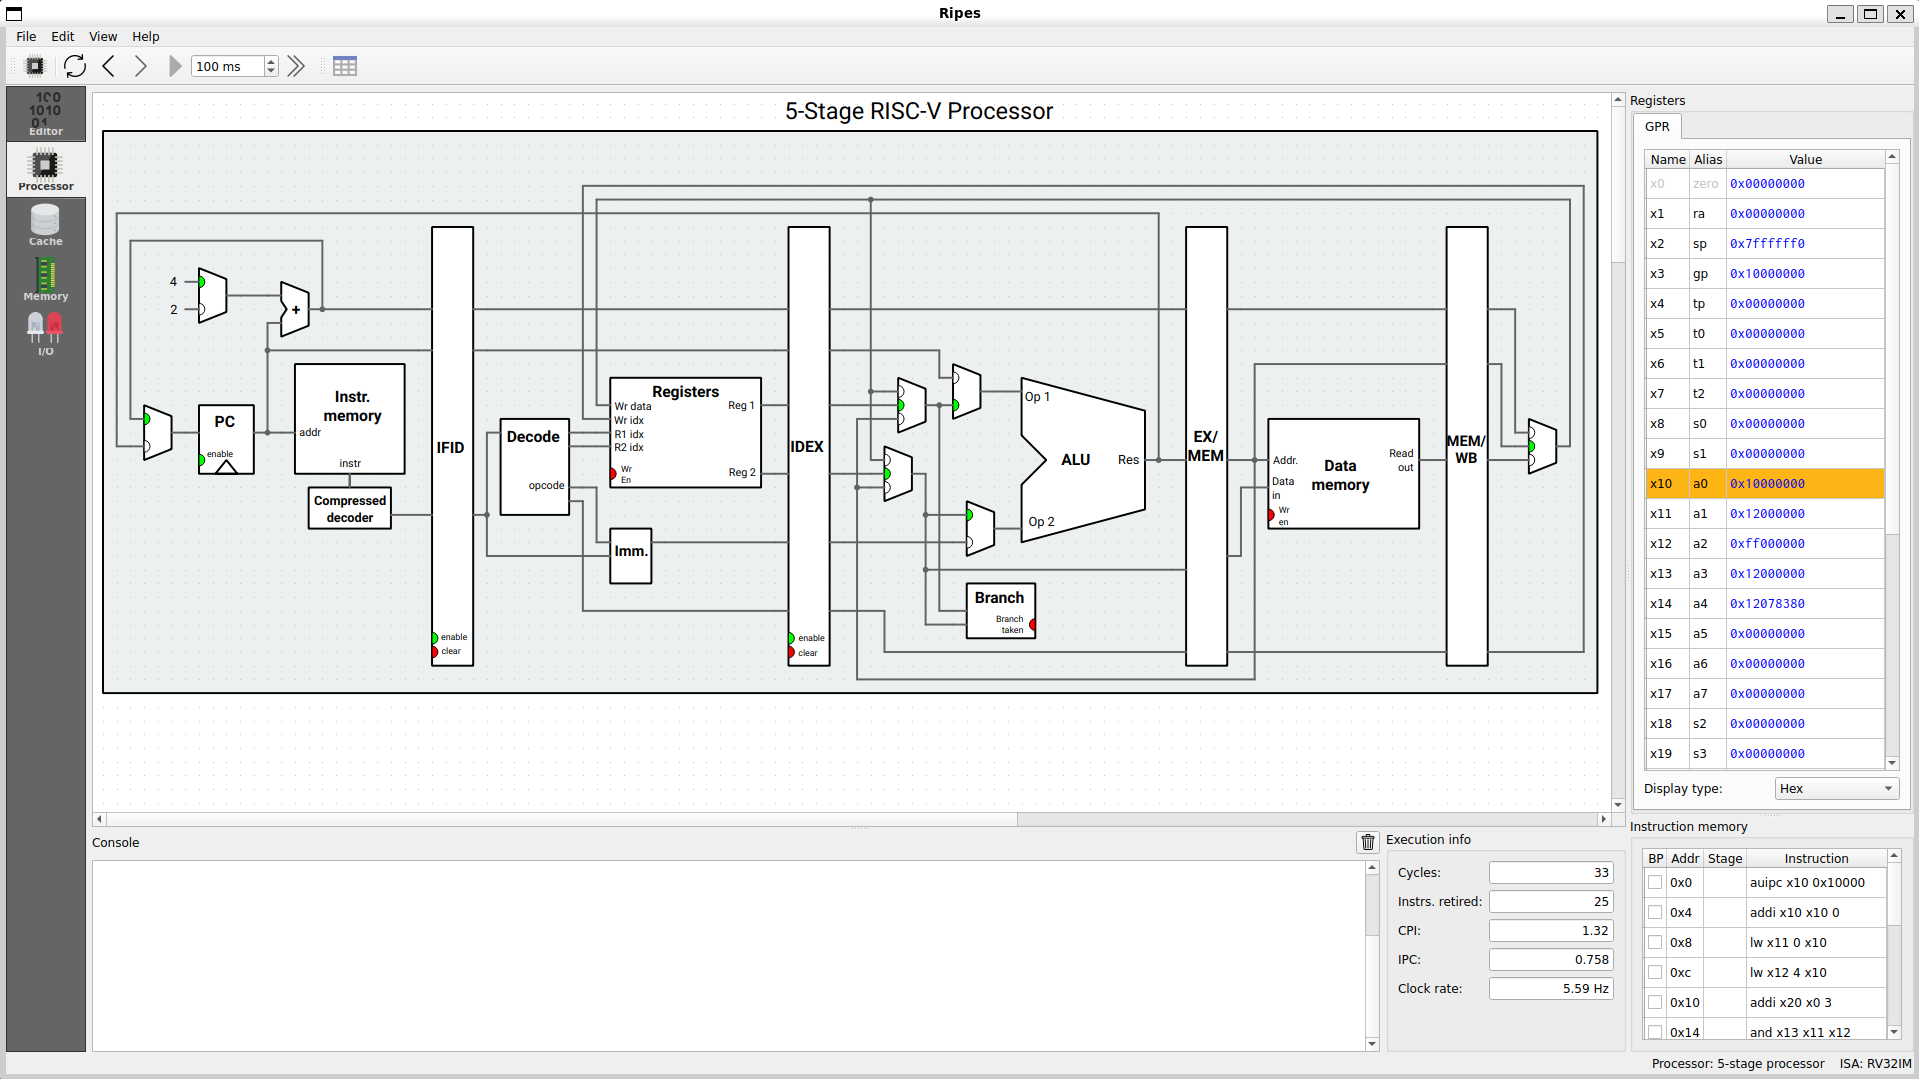 Ripes
File Edit View Help
100 ms
Editor
Processor
Cache
Memory
I/O
5-Stage RISC-V Processor
4
2
+
PC
enable
Instr.
memory
addr
instr
Compressed
decoder
IFID
enable
clear
Decode
opcode
Registers
Wr data
Wr idx
R1 idx
R2 idx
Wr
En
Reg 1
Reg 2
Imm.
IDEX
enable
clear
Op 1
ALU
Res
Op 2
Branch
Branch
taken
EX/
MEM
Addr.
Data
in
Wr
en
Data
memory
Read
out
MEM/
WB
Registers
GPR
Name Alias Value
x0 zero 0x00000000
x1 ra 0x00000000
x2 sp 0x7ffffff0
x3 gp 0x10000000
x4 tp 0x00000000
x5 t0 0x00000000
x6 t1 0x00000000
x7 t2 0x00000000
x8 s0 0x00000000
x9 s1 0x00000000
x10 a0 0x10000000
x11 a1 0x12000000
x12 a2 0xff000000
x13 a3 0x12000000
x14 a4 0x12078380
x15 a5 0x00000000
x16 a6 0x00000000
x17 a7 0x00000000
x18 s2 0x00000000
x19 s3 0x00000000
Display type: Hex
Console
Execution info
Cycles: 33
Instrs. retired: 25
CPI: 1.32
IPC: 0.758
Clock rate: 5.59 Hz
Instruction memory
BP Addr Stage Instruction
0x0 auipc x10 0x10000
0x4 addi x10 x10 0
0x8 lw x11 0 x10
0xc lw x12 4 x10
0x10 addi x20 x0 3
0x14 and x13 x11 x12
Processor: 5-stage processor ISA: RV32IM